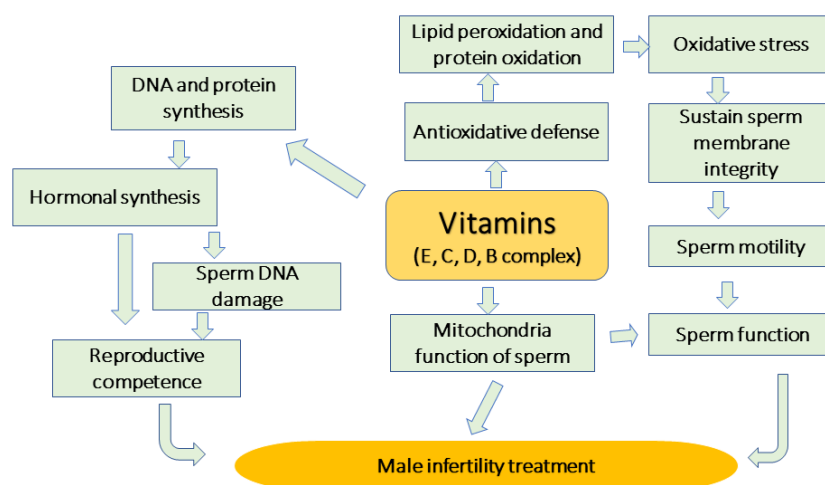 Lipid peroxidation and
protein oxidation
Oxidative stress
DNA and protein
synthesis
Antioxidative defense
Sustain sperm
membrane
integrity
Hormonal synthesis
Vitamins
(E, C, D, B complex)
Sperm motility
Sperm DNA
damage
Mitochondria
function of sperm
Sperm function
Reproductive
competence
Male infertility treatment